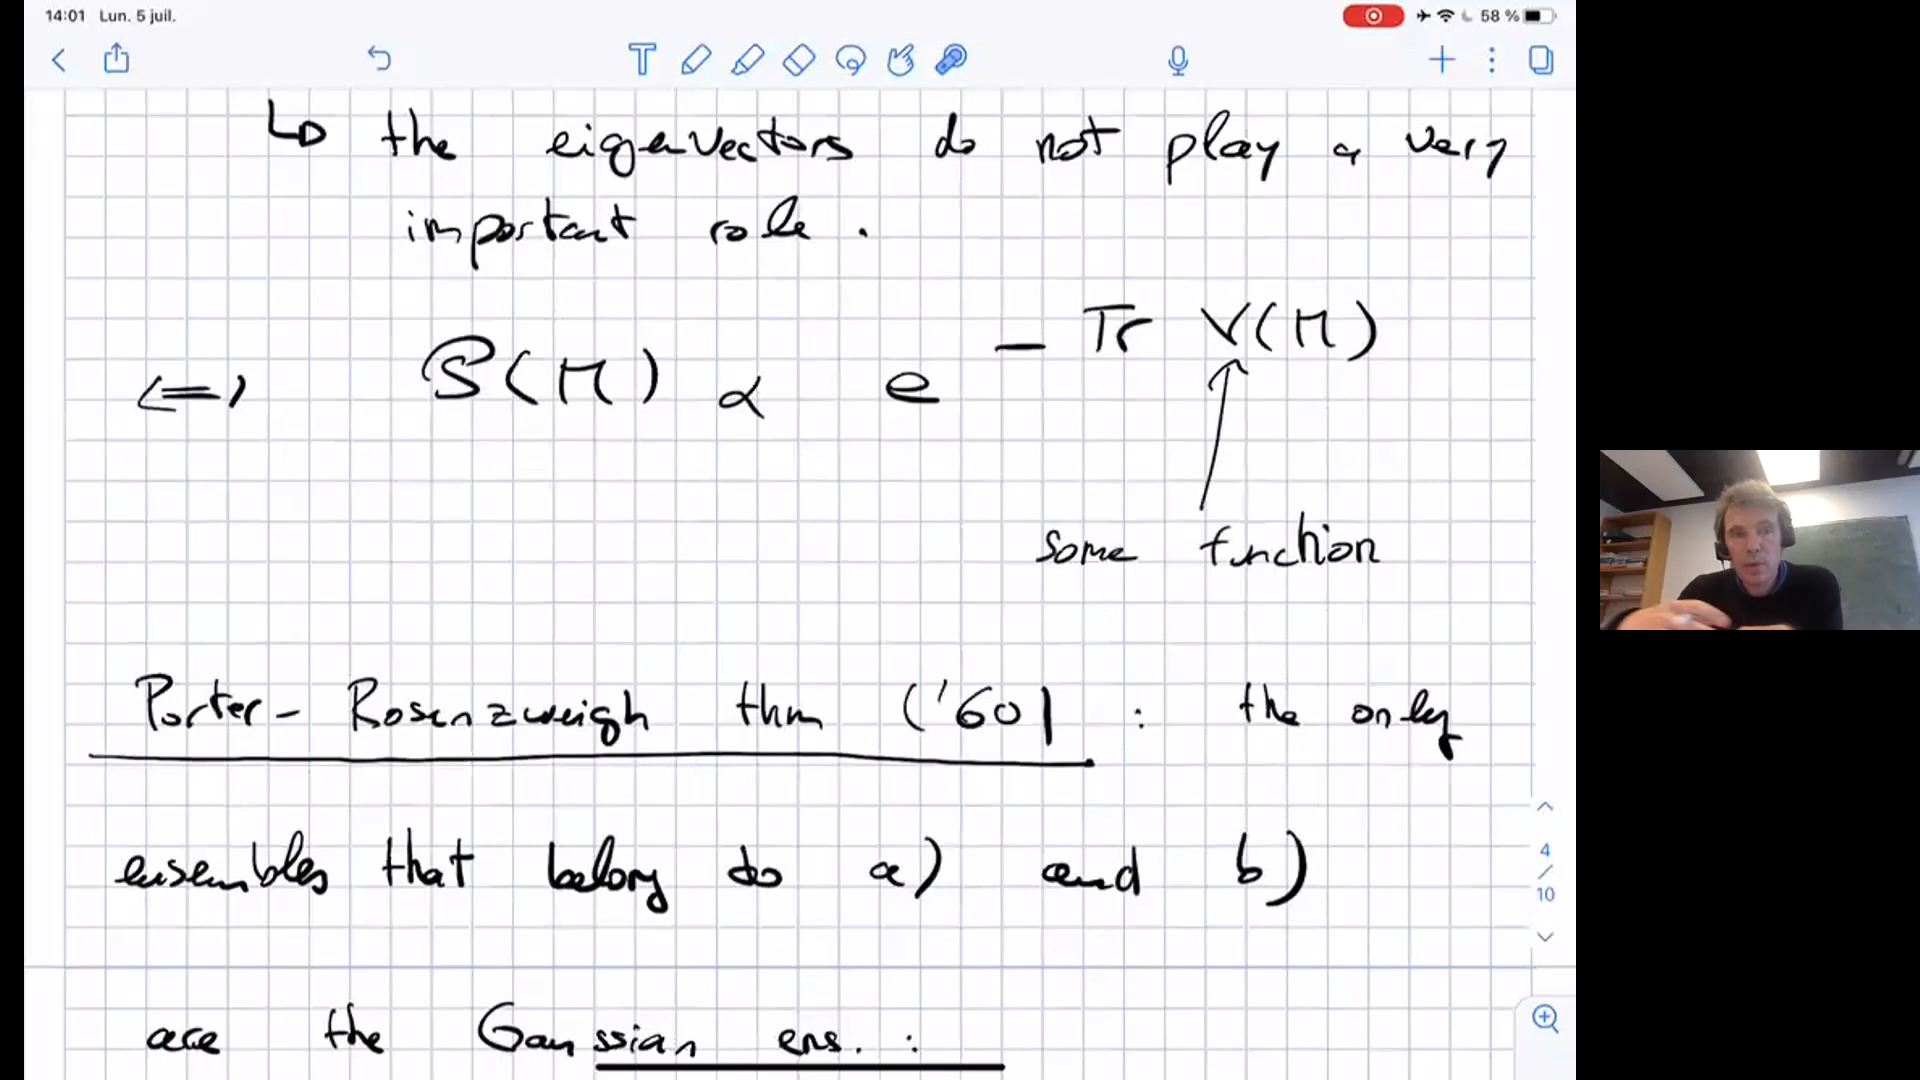 14:01 Lun. 5 juil.
58 %
↳ the eigenvectors do not play a very
important role.
<=> P(M) ∝ e^{- Tr V(M)}
some function
Porter-Rosenzweigh thm ('60) : the only
ensembles that belong to a) and b)
4
/
10
are the Gaussian ens. :